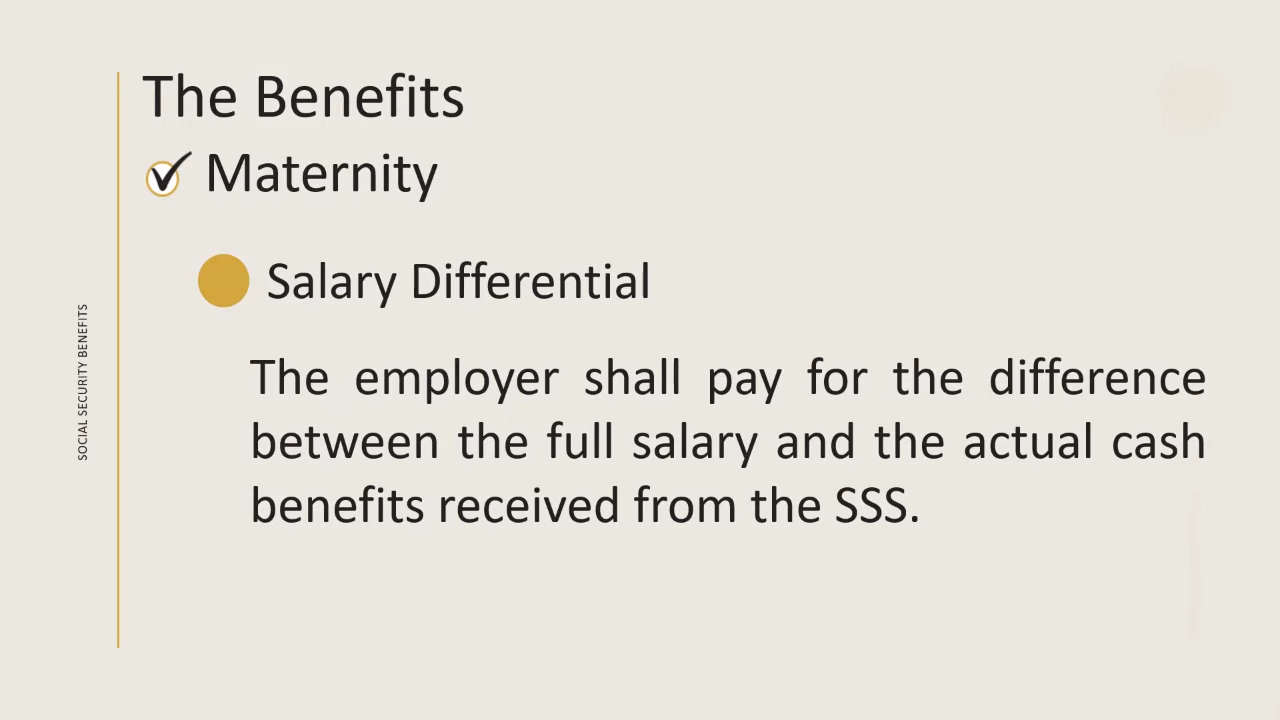 The Benefits
Maternity
Salary Differential
The employer shall pay for the difference
between the full salary and the actual cash
benefits received from the SSS.
SOCIAL SECURITY BENEFITS